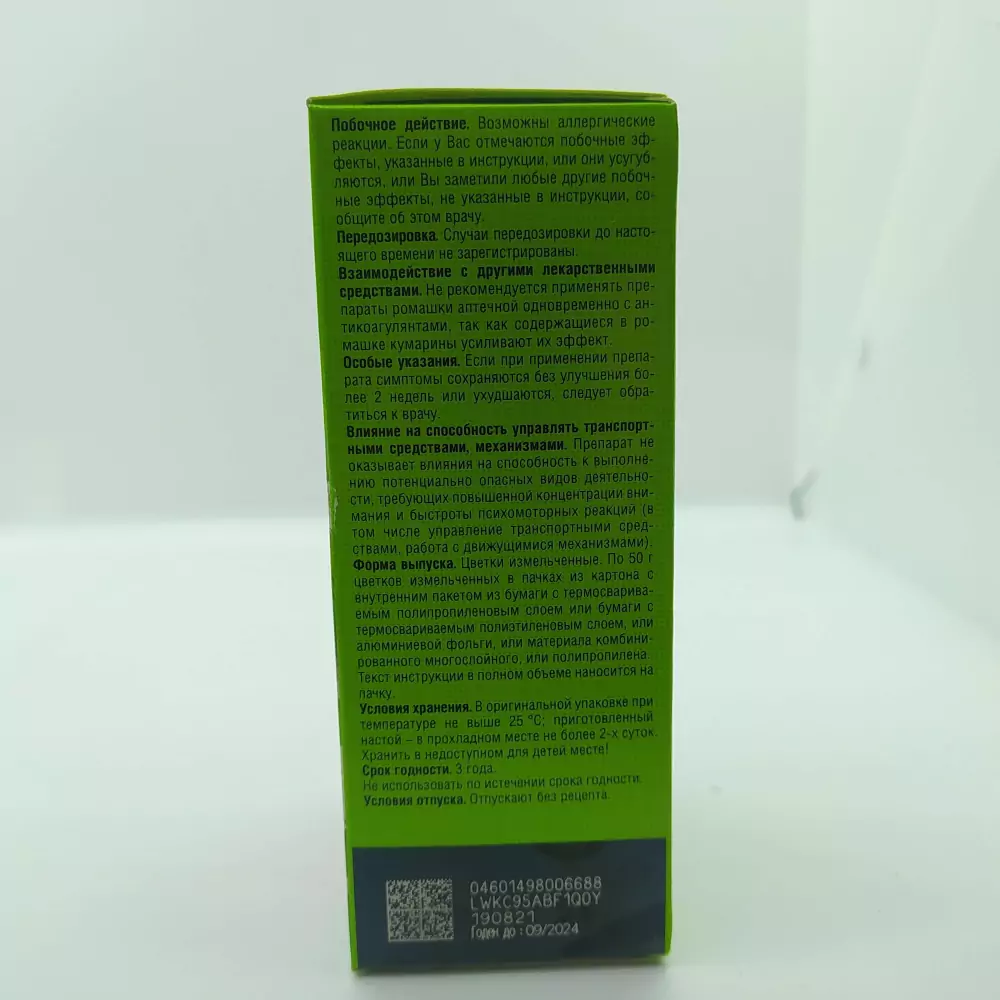 Побочное действие. Возможны аллергические
реакции. Если у Вас отмечаются побочные эф-
фекты, указанные в инструкции, или они усугуб-
ляются, или Вы заметили любые другие побоч-
ные эффекты, не указанные в инструкции, со-
общите об этом врачу.
Передозировка. Случаи передозировки до насто-
ящего времени не зарегистрированы.
Взаимодействие с другими лекарственными
средствами. Не рекомендуется применять пре-
параты ромашки аптечной одновременно с ан-
тикоагулянтами, так как содержащиеся в ро-
машке кумарины усиливают их эффект.
Особые указания. Если при применении препа-
рата симптомы сохраняются без улучшения бо-
лее 2 недель или ухудшаются, следует обра-
титься к врачу.
Влияние на способность управлять транспорт-
ными средствами, механизмами. Препарат не
оказывает влияния на способность к выполне-
нию потенциально опасных видов деятельно-
сти, требующих повышенной концентрации вни-
мания и быстроты психомоторных реакций (в
том числе управление транспортными сред-
ствами, работа с движущимися механизмами).
Форма выпуска. Цветки измельченные. По 50 г
цветков измельченных в пачках из картона с
внутренним пакетом из бумаги с термосварива-
емым полипропиленовым слоем или бумаги с
термосвариваемым полиэтиленовым слоем, или
алюминиевой фольги, или материала комбини-
рованного многослойного, или полипропилена.
Текст инструкции в полном объеме наносится на
пачку.
Условия хранения. В оригинальной упаковке при
температуре не выше 25 °С; приготовленный
настой – в прохладном месте не более 2-х суток.
Хранить в недоступном для детей месте!
Срок годности. 3 года.
Не использовать по истечении срока годности.
Условия отпуска. Отпускают без рецепта.
04601498006688
LWKC95ABF1Q0Y
190821
Годен до : 09/2024